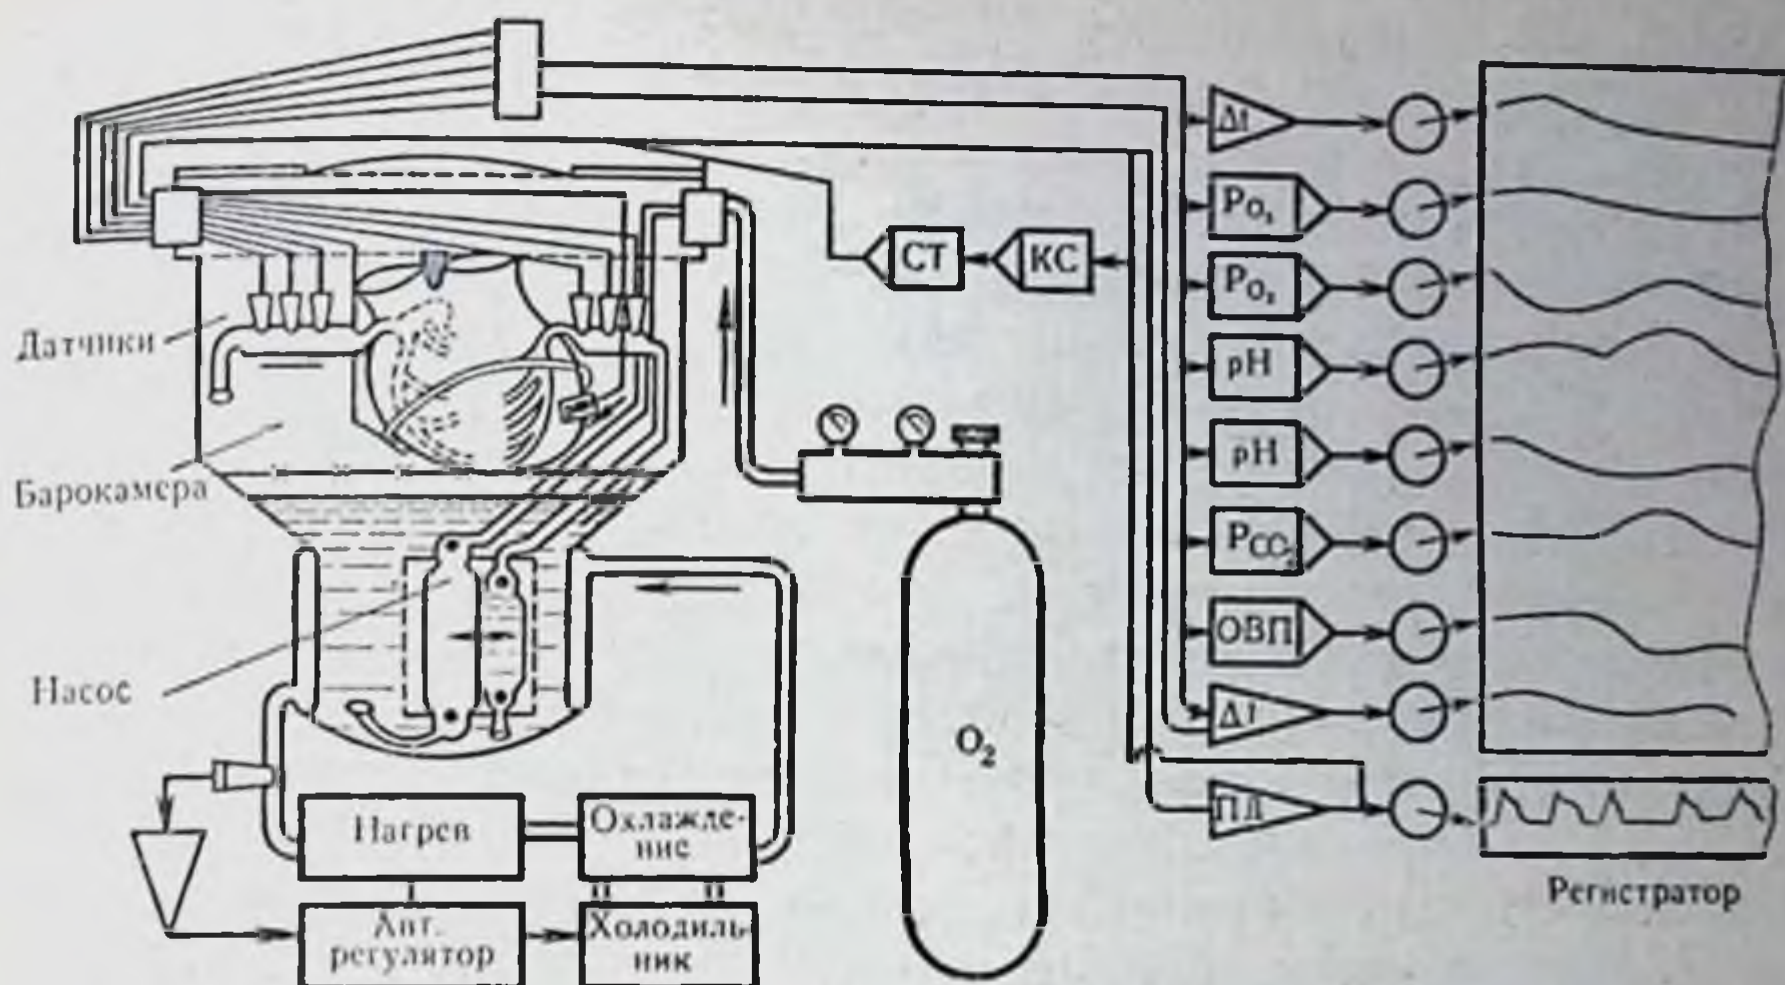 Датчики
Барокамера
Насос
Нагрев
Охлажде-
ние
Авт.
регулятор
Холодиль-
ник
O₂
СТ
КС
Δt
Po₂
Po₂
pH
pH
Pco₂
ОВП
Δt
ПД
Регистратор